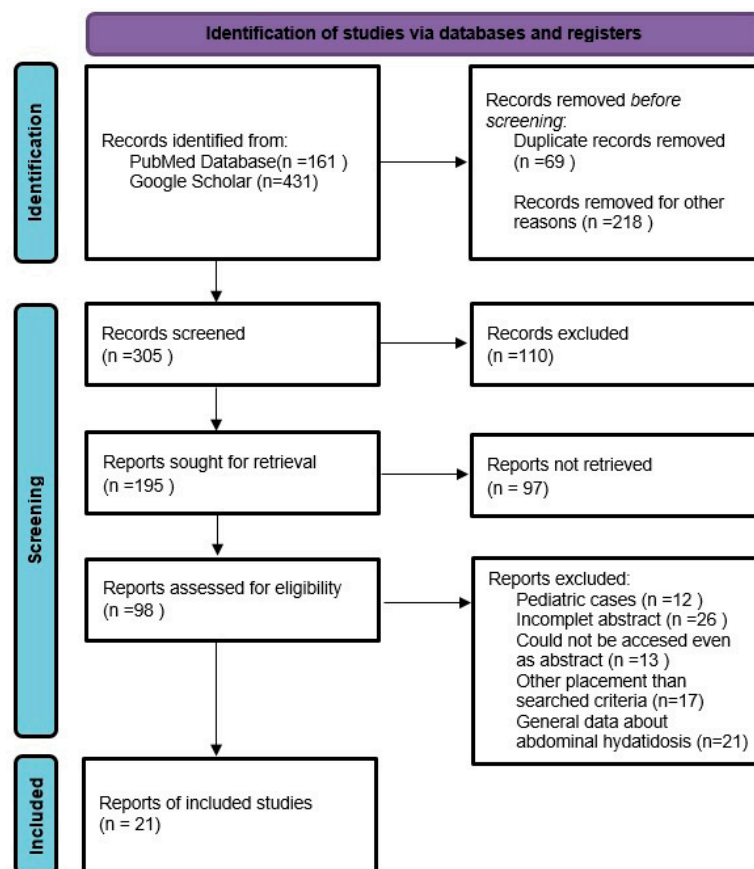 Identification of studies via databases and registers
Identification
Records identified from:
PubMed Database(n =161 )
Google Scholar (n=431)
Records removed before
screening:
Duplicate records removed
(n =69 )
Records removed for other
reasons (n =218 )
Screening
Records screened
(n =305 )
Records excluded
(n =110)
Reports sought for retrieval
(n =195 )
Reports not retrieved
(n = 97)
Reports assessed for eligibility
(n =98 )
Reports excluded:
Pediatric cases (n =12 )
Incomplet abstract (n =26 )
Could not be accesed even
as abstract (n =13 )
Other placement than
searched criteria (n=17)
General data about
abdominal hydatidosis (n=21)
Included
Reports of included studies
(n = 21)